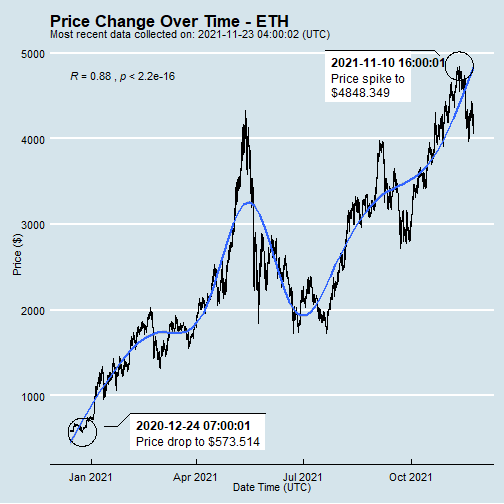 Price Change Over Time - ETH
Most recent data collected on: 2021-11-23 04:00:02 (UTC)
5000
R = 0.88 , p < 2.2e-16
2021-11-10 16:00:01
Price spike to
$4848.349
4000
3000
Price ($)
2000
1000
2020-12-24 07:00:01
Price drop to $573.514
Jan 2021
Apr 2021
Jul 2021
Oct 2021
Date Time (UTC)